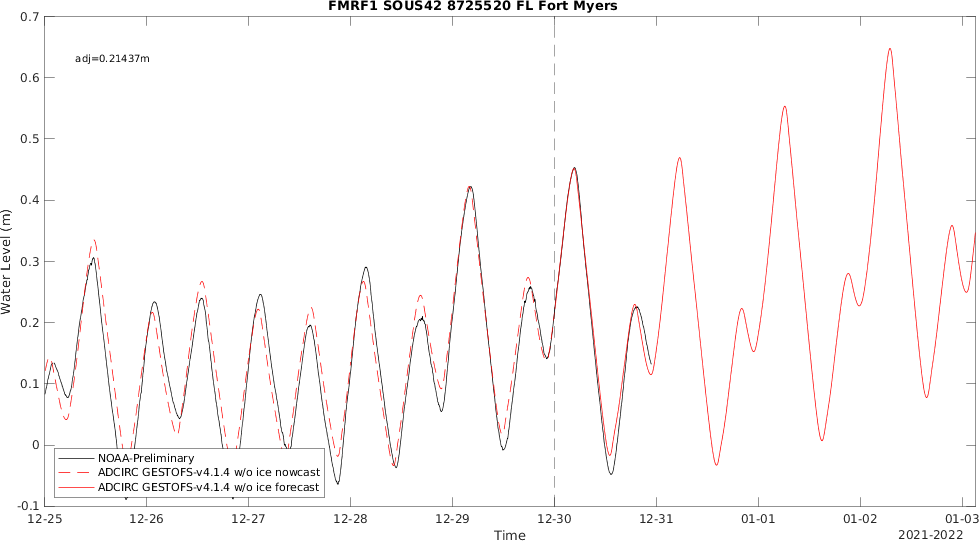 FMRF1 SOUS42 8725520 FL Fort Myers
0.7
adj=0.21437m
0.6
0.5
0.4
0.3
0.2
0.1
0
-0.1
Water Level (m)
NOAA-Preliminary
ADCIRC GESTOFS-v4.1.4 w/o ice nowcast
ADCIRC GESTOFS-v4.1.4 w/o ice forecast
12-25 12-26 12-27 12-28 12-29 12-30 12-31 01-01 01-02 01-03
Time
2021-2022